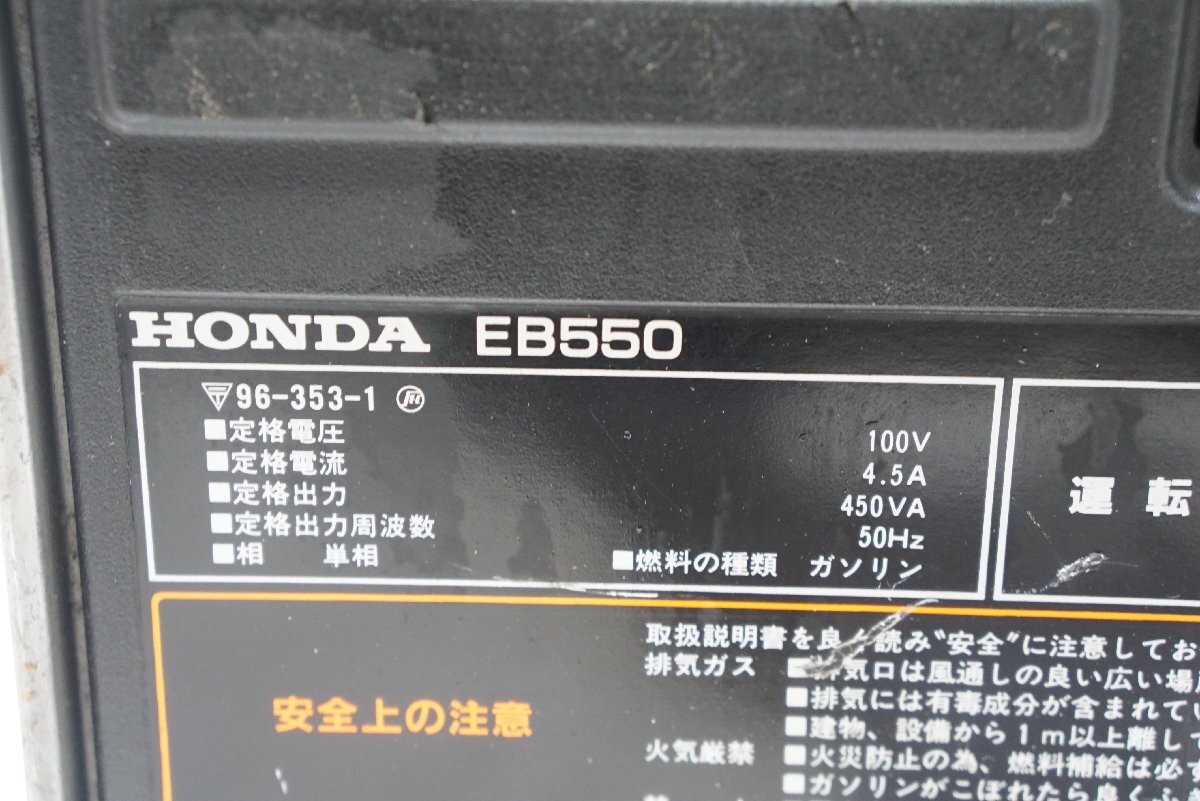 HONDA EB550
96-353-1
■定格電圧 100V
■定格電流 4.5A
■定格出力 450VA
■定格出力周波数 50Hz
■相 単相 ■燃料の種類 ガソリン
運転
安全上の注意
取扱説明書を良く読み"安全"に注意してお
排気ガス ■排気口は風通しの良い広い場
■排気には有毒成分が含まれてい
■建物、設備から1m以上離して
火気厳禁 ■火災防止の為、燃料補給は必ず
■ガソリンがこぼれたら良くふ